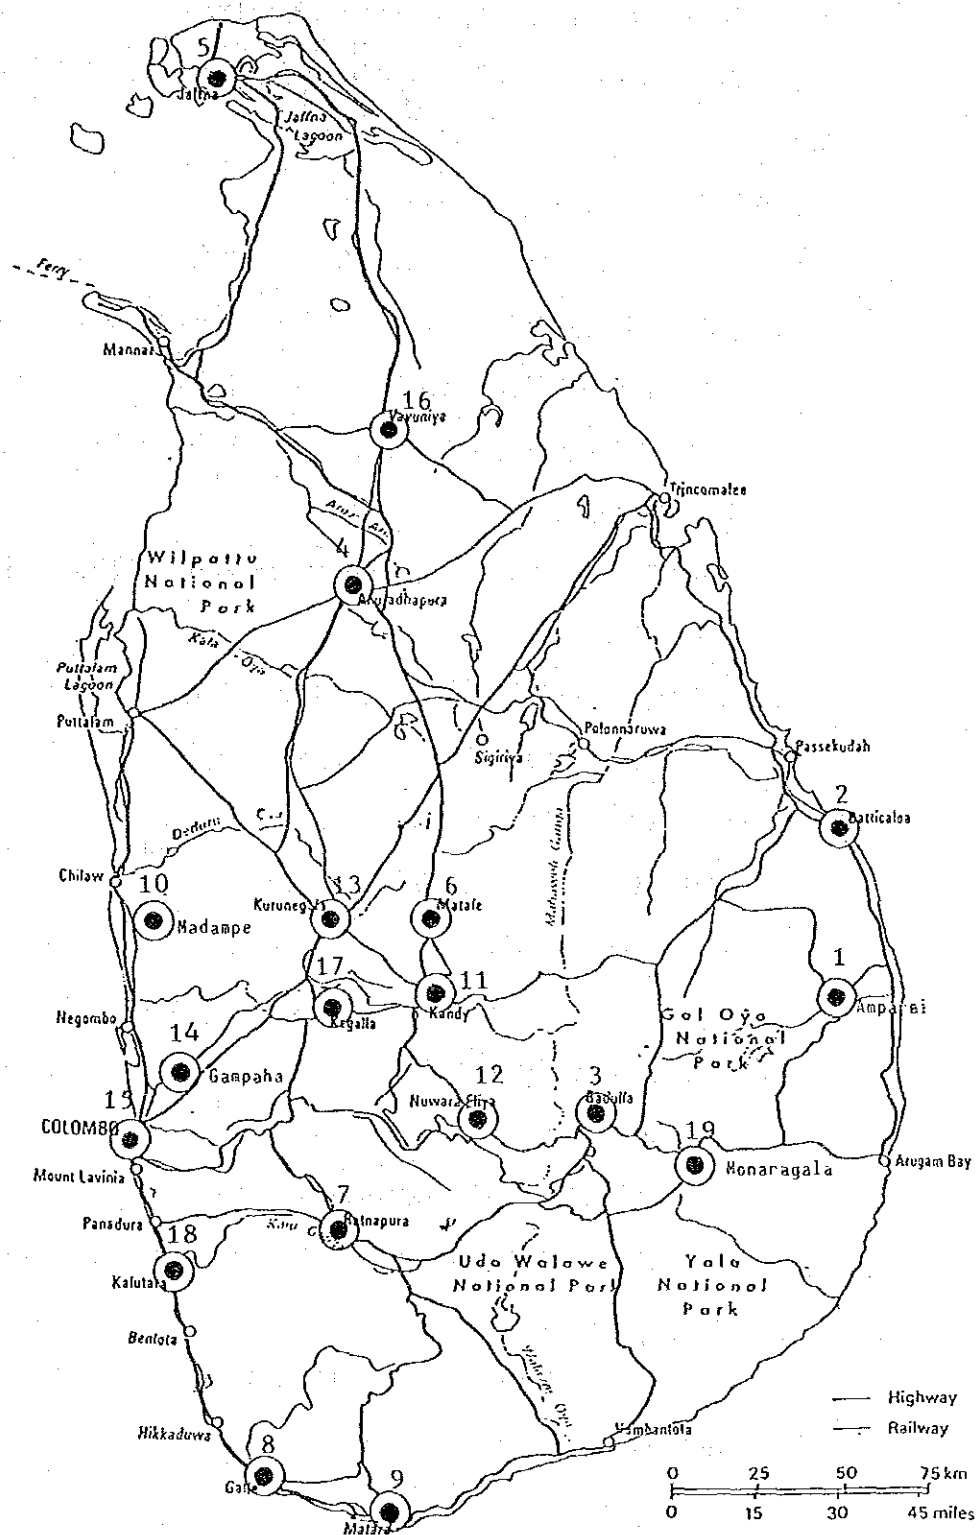 5
Jaffna
Jaffna
Lagoon
Ferry
Mannar
16
Vavuniya
Trincomalee
4
Anuradhapura
Wilpattu
National
Park
Kala
Oya
Puttalam
Lagoon
Puttalam
Sigiriya
Polonnaruwa
Passekudah
2
Batticaloa
Deduru
Chilaw
10
Madampe
13
Kurunegala
6
Matale
Mahaweli Ganga
17
Kegalla
11
Kandy
1
Amparai
Gal Oya
National
Park
Negombo
14
Gampaha
12
Nuwara Eliya
3
Badulla
15
COLOMBO
19
Monaragala
Arugam Bay
Mount Lavinia
Panadura
7
Ratnapura
18
Kalutara
Uda Walawe
National Park
Yala
National
Park
Bentota
Hikkaduwa
8
Galle
9
Matara
Hambantota
Highway
Railway
0 25 50 75 km
0 15 30 45 miles